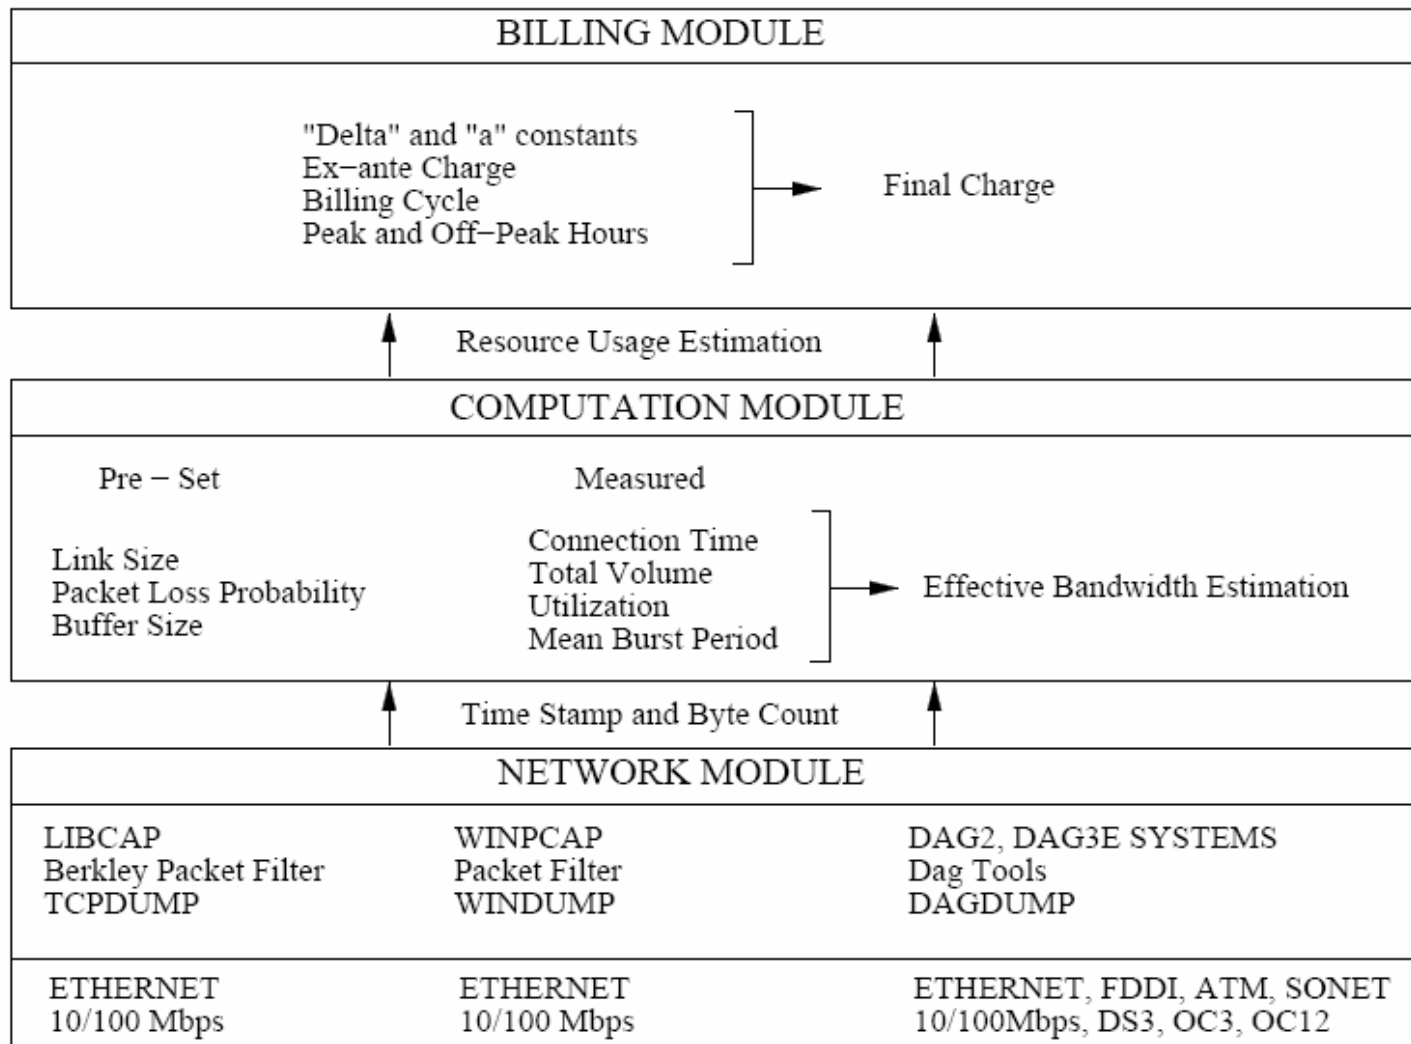 BILLING MODULE
"Delta" and "a" constants
Ex-ante Charge
Billing Cycle
Peak and Off-Peak Hours
Final Charge
Resource Usage Estimation
COMPUTATION MODULE
Pre - Set
Link Size
Packet Loss Probability
Buffer Size
Measured
Connection Time
Total Volume
Utilization
Mean Burst Period
Effective Bandwidth Estimation
Time Stamp and Byte Count
NETWORK MODULE
LIBCAP
Berkley Packet Filter
TCPDUMP
WINPCAP
Packet Filter
WINDUMP
DAG2, DAG3E SYSTEMS
Dag Tools
DAGDUMP
ETHERNET
10/100 Mbps
ETHERNET
10/100 Mbps
ETHERNET, FDDI, ATM, SONET
10/100Mbps, DS3, OC3, OC12